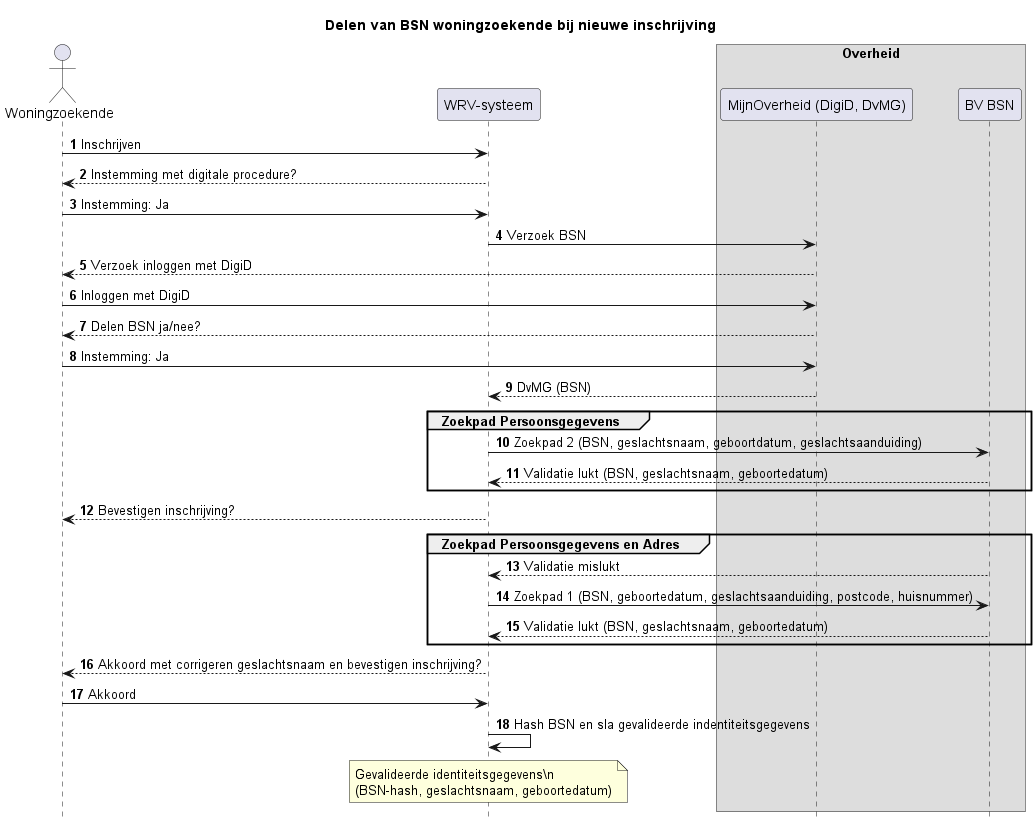 Delen van BSN woningzoekende bij nieuwe inschrijving
Overheid
Woningzoekende
WRV-systeem
MijnOverheid (DigiD, DvMG)
BV BSN
1 Inschrijven
2 Instemming met digitale procedure?
3 Instemming: Ja
4 Verzoek BSN
5 Verzoek inloggen met DigiD
6 Inloggen met DigiD
7 Delen BSN ja/nee?
8 Instemming: Ja
9 DvMG (BSN)
Zoekpad Persoonsgegevens
10 Zoekpad 2 (BSN, geslachtsnaam, geboortdatum, geslachtsaanduiding)
11 Validatie lukt (BSN, geslachtsnaam, geboortedatum)
12 Bevestigen inschrijving?
Zoekpad Persoonsgegevens en Adres
13 Validatie mislukt
14 Zoekpad 1 (BSN, geboortedatum, geslachtsaanduiding, postcode, huisnummer)
15 Validatie lukt (BSN, geslachtsnaam, geboortedatum)
16 Akkoord met corrigeren geslachtsnaam en bevestigen inschrijving?
17 Akkoord
18 Hash BSN en sla gevalideerde indentiteitsgegevens
Gevalideerde identiteitsgegevens\n
(BSN-hash, geslachtsnaam, geboortedatum)